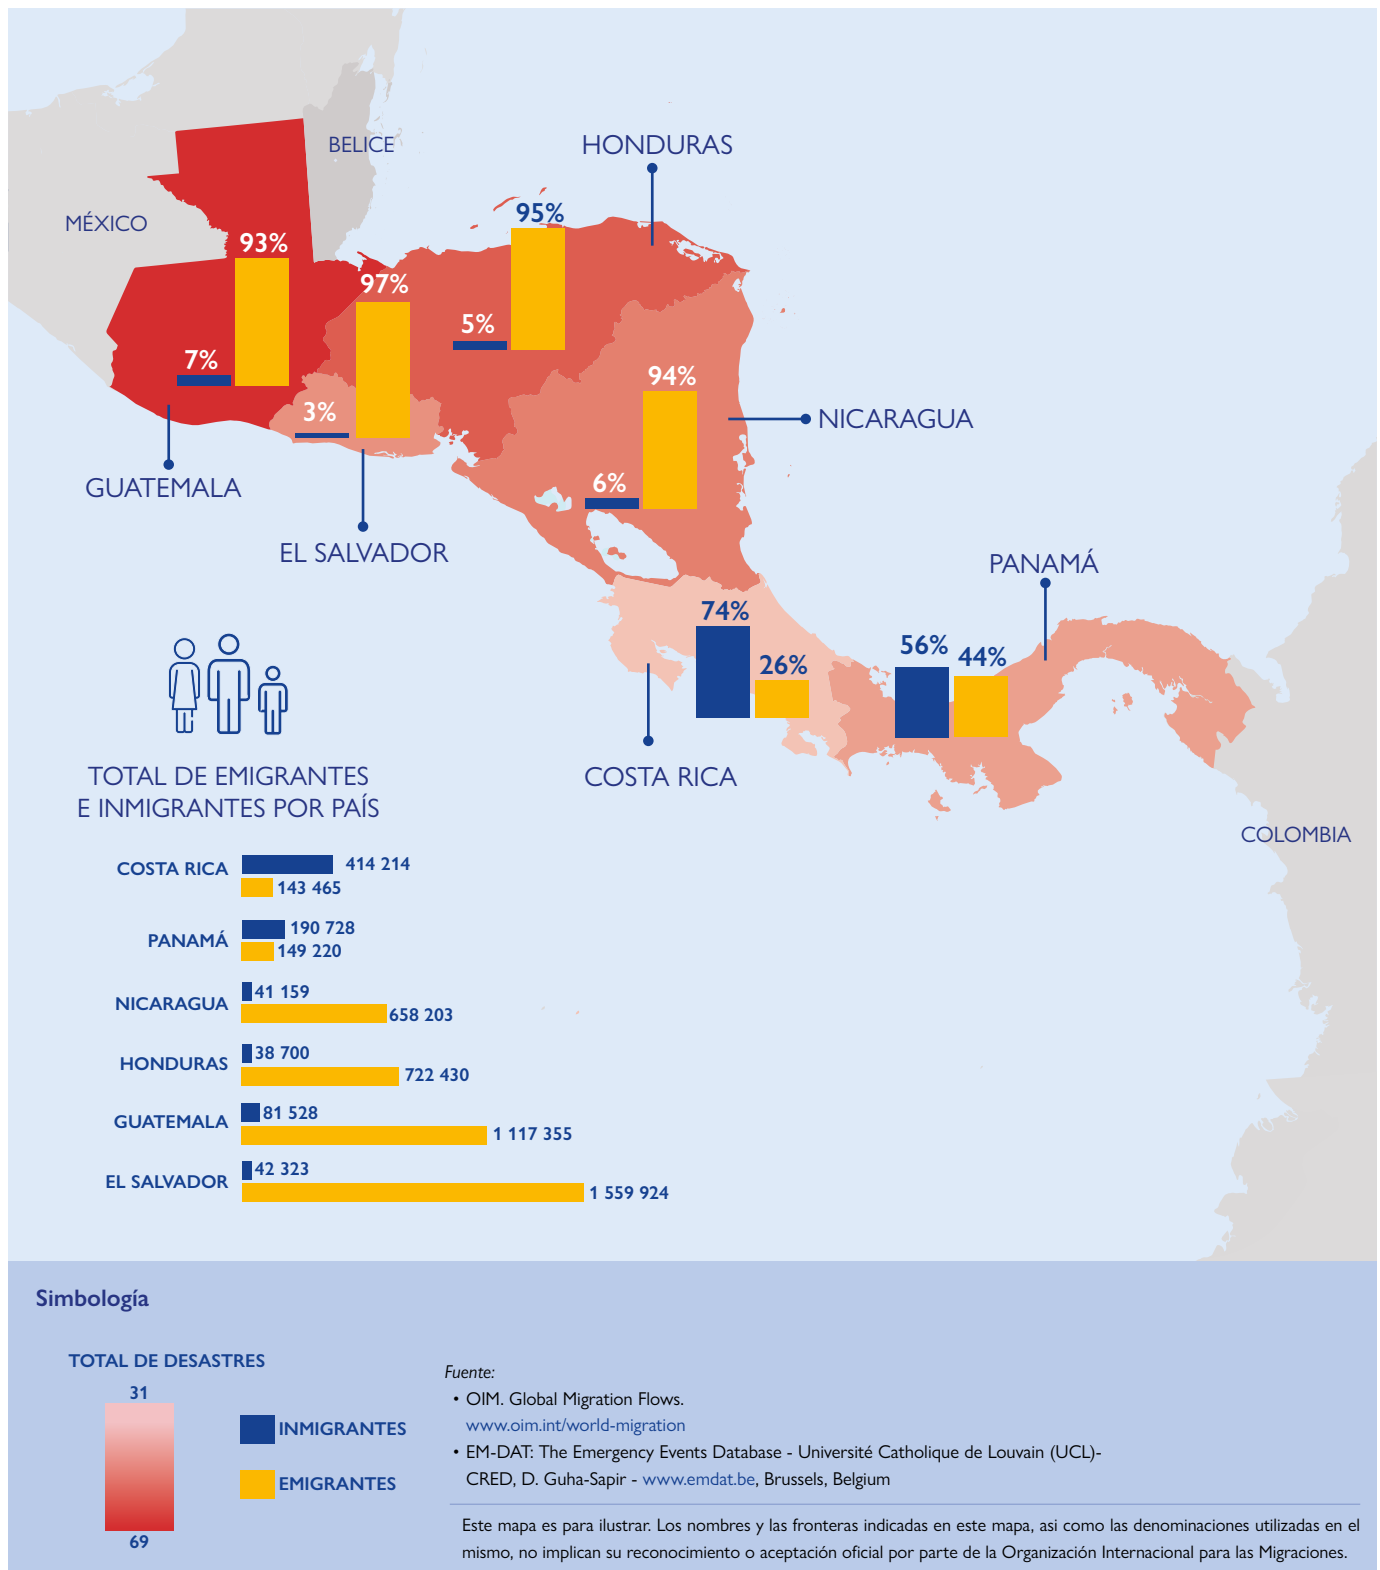 BELICE
HONDURAS
MÉXICO
95%
93%
97%
5%
7%
94%
3%
NICARAGUA
6%
GUATEMALA
EL SALVADOR
PANAMÁ
74%
56%
44%
26%
COSTA RICA
COLOMBIA
TOTAL DE EMIGRANTES
E INMIGRANTES POR PAÍS
COSTA RICA
414 214
143 465
PANAMÁ
190 728
149 220
NICARAGUA
41 159
658 203
HONDURAS
38 700
722 430
GUATEMALA
81 528
1 117 355
EL SALVADOR
42 323
1 559 924
Simbología
TOTAL DE DESASTRES
31
69
INMIGRANTES
EMIGRANTES
Fuente:
• OIM. Global Migration Flows.
www.oim.int/world-migration
• EM-DAT: The Emergency Events Database - Université Catholique de Louvain (UCL)-
CRED, D. Guha-Sapir - www.emdat.be, Brussels, Belgium
Este mapa es para ilustrar. Los nombres y las fronteras indicadas en este mapa, asi como las denominaciones utilizadas en el
mismo, no implican su reconocimiento o aceptación oficial por parte de la Organización Internacional para las Migraciones.